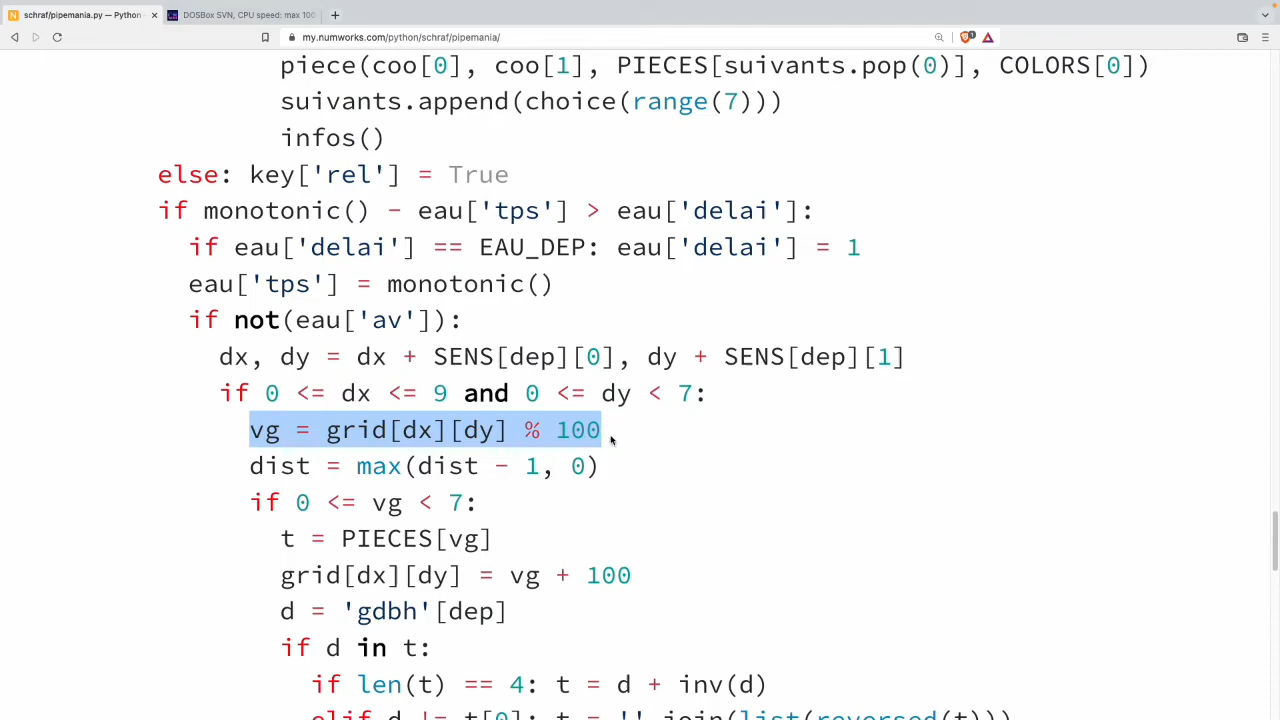 schraf/pipemania.py — Python
DOSBox SVN, CPU speed: max 100
my.numworks.com/python/schraf/pipemania/
piece(coo[0], coo[1], PIECES[suivants.pop(0)], COLORS[0])
suivants.append(choice(range(7)))
infos()
else: key['rel'] = True
if monotonic() - eau['tps'] > eau['delai']:
if eau['delai'] == EAU_DEP: eau['delai'] = 1
eau['tps'] = monotonic()
if not(eau['av']):
dx, dy = dx + SENS[dep][0], dy + SENS[dep][1]
if 0 <= dx <= 9 and 0 <= dy < 7:
vg = grid[dx][dy] % 100
dist = max(dist - 1, 0)
if 0 <= vg < 7:
t = PIECES[vg]
grid[dx][dy] = vg + 100
d = 'gdbh'[dep]
if d in t:
if len(t) == 4: t = d + inv(d)
elif d != t[0]: t = ''.join(list(reversed(t)))